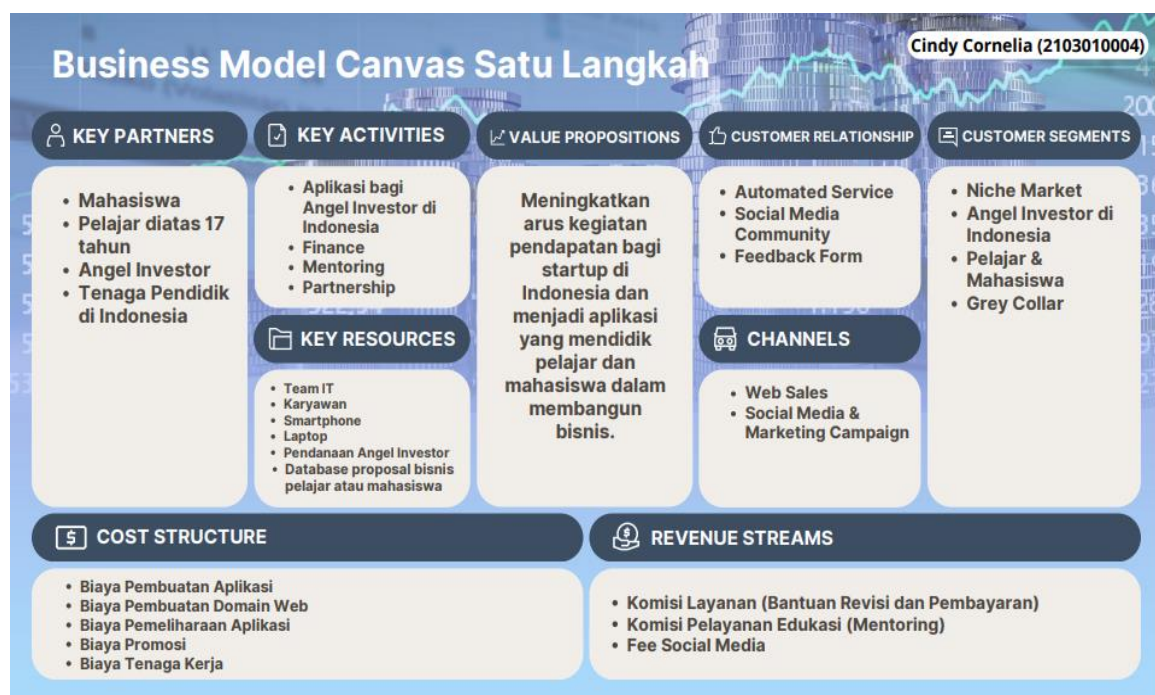 Business Model Canvas Satu Langkah
Cindy Cornelia (2103010004)
KEY PARTNERS
• Mahasiswa
• Pelajar diatas 17
tahun
• Angel Investor
• Tenaga Pendidik
di Indonesia
KEY ACTIVITIES
• Aplikasi bagi
Angel Investor di
Indonesia
• Finance
• Mentoring
• Partnership
KEY RESOURCES
• Team IT
• Karyawan
• Smartphone
• Laptop
• Pendanaan Angel Investor
• Database proposal bisnis
pelajar atau mahasiswa
VALUE PROPOSITIONS
Meningkatkan
arus kegiatan
pendapatan bagi
startup di
Indonesia dan
menjadi aplikasi
yang mendidik
pelajar dan
mahasiswa dalam
membangun
bisnis.
CUSTOMER RELATIONSHIP
• Automated Service
• Social Media
Community
• Feedback Form
CHANNELS
• Web Sales
• Social Media &
Marketing Campaign
CUSTOMER SEGMENTS
• Niche Market
• Angel Investor di
Indonesia
• Pelajar &
Mahasiswa
• Grey Collar
COST STRUCTURE
• Biaya Pembuatan Aplikasi
• Biaya Pembuatan Domain Web
• Biaya Pemeliharaan Aplikasi
• Biaya Promosi
• Biaya Tenaga Kerja
REVENUE STREAMS
• Komisi Layanan (Bantuan Revisi dan Pembayaran)
• Komisi Pelayanan Edukasi (Mentoring)
• Fee Social Media